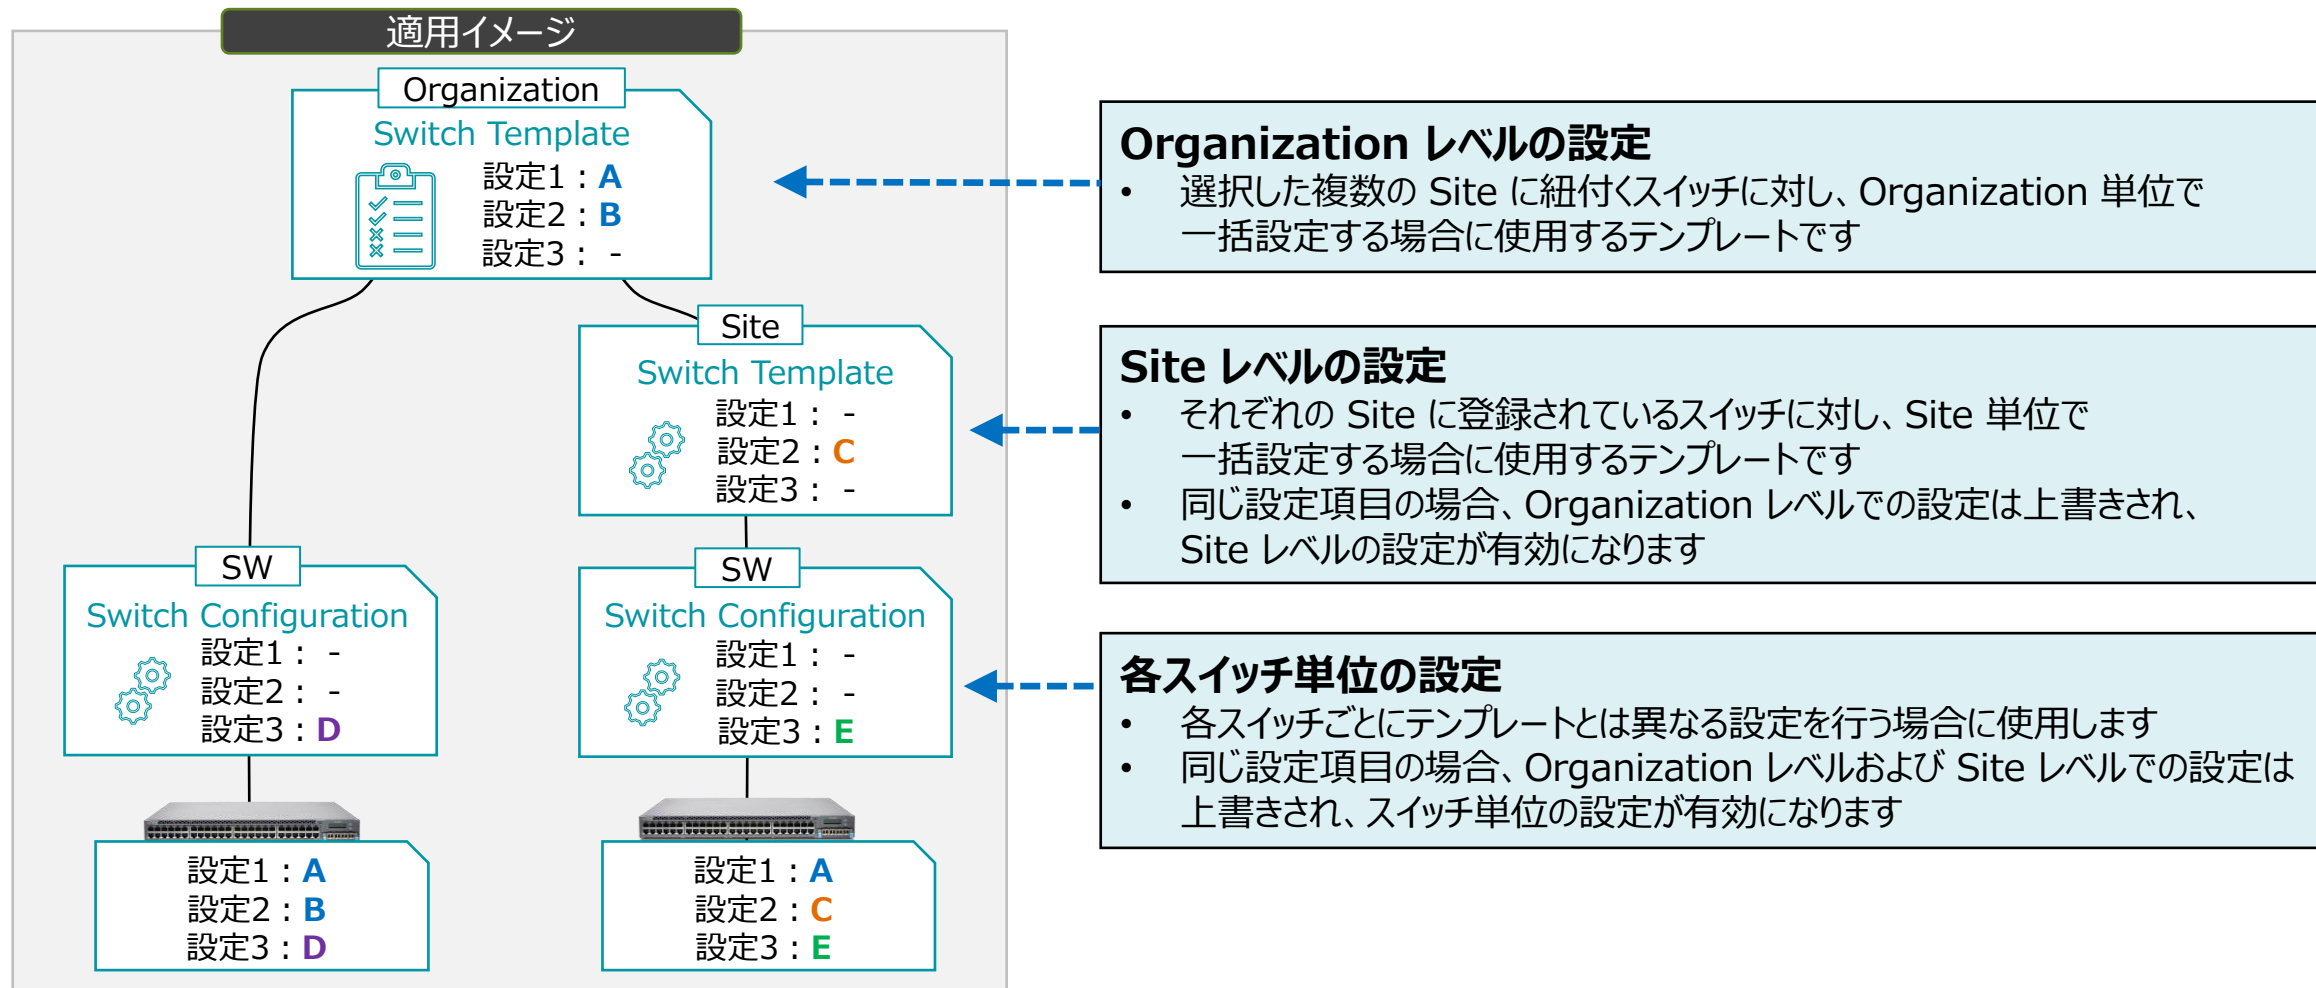 適用イメージ
Organization
Switch Template
設定1：A
設定2：B
設定3： -
Site
Switch Template
設定1： -
設定2：C
設定3： -
SW
Switch Configuration
設定1： -
設定2： -
設定3：D
SW
Switch Configuration
設定1： -
設定2： -
設定3：E
設定1：A
設定2：B
設定3：D
設定1：A
設定2：C
設定3：E
Organization レベルの設定
• 選択した複数の Site に紐付くスイッチに対し、Organization 単位で
一括設定する場合に使用するテンプレートです
Site レベルの設定
• それぞれの Site に登録されているスイッチに対し、Site 単位で
一括設定する場合に使用するテンプレートです
• 同じ設定項目の場合、Organization レベルでの設定は上書きされ、
Site レベルの設定が有効になります
各スイッチ単位の設定
• 各スイッチごとにテンプレートとは異なる設定を行う場合に使用します
• 同じ設定項目の場合、Organization レベルおよび Site レベルでの設定は
上書きされ、スイッチ単位の設定が有効になります